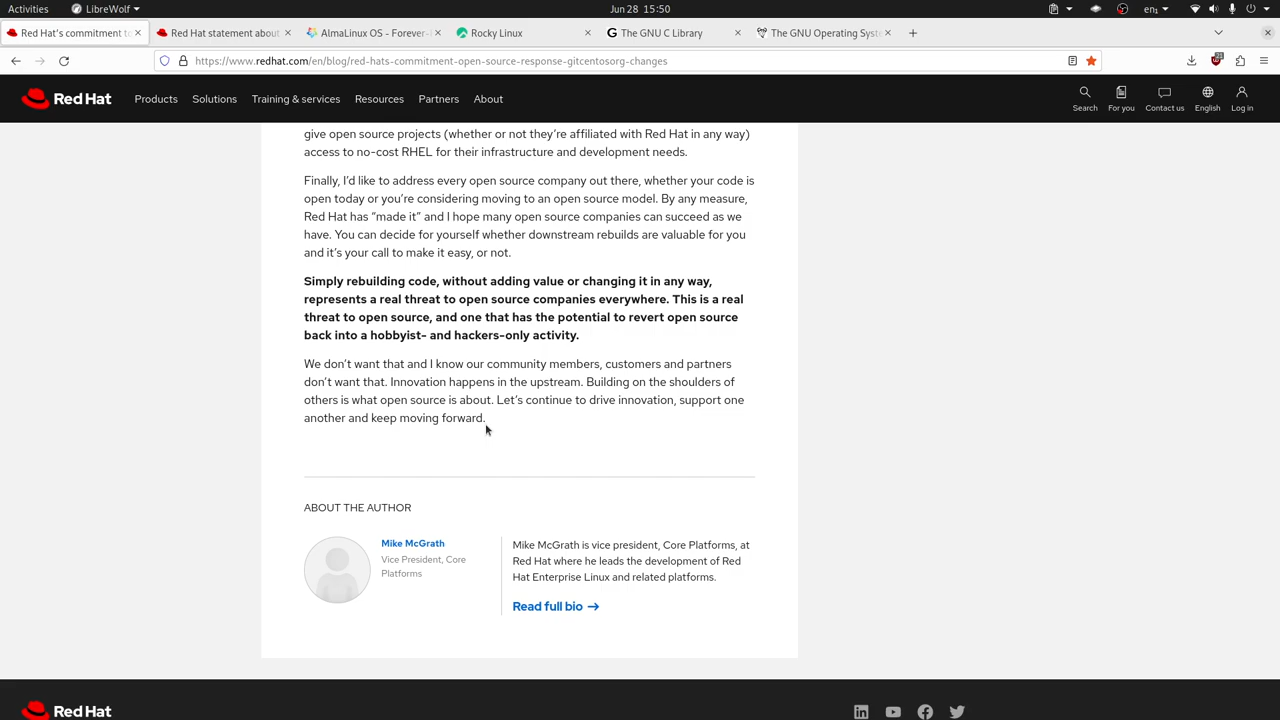 Activities
LibreWolf
Jun 28 15:50
en₁
Red Hat's commitment to
Red Hat statement about
AlmaLinux OS - Forever-
Rocky Linux
The GNU C Library
The GNU Operating Syst
https://www.redhat.com/en/blog/red-hats-commitment-open-source-response-gitcentosorg-changes
Red Hat
Products
Solutions
Training & services
Resources
Partners
About
Search
For you
Contact us
English
Log in
give open source projects (whether or not they’re affiliated with Red Hat in any way)
access to no-cost RHEL for their infrastructure and development needs.
Finally, I’d like to address every open source company out there, whether your code is
open today or you’re considering moving to an open source model. By any measure,
Red Hat has “made it” and I hope many open source companies can succeed as we
have. You can decide for yourself whether downstream rebuilds are valuable for you
and it’s your call to make it easy, or not.
Simply rebuilding code, without adding value or changing it in any way,
represents a real threat to open source companies everywhere. This is a real
threat to open source, and one that has the potential to revert open source
back into a hobbyist- and hackers-only activity.
We don’t want that and I know our community members, customers and partners
don’t want that. Innovation happens in the upstream. Building on the shoulders of
others is what open source is about. Let’s continue to drive innovation, support one
another and keep moving forward.
ABOUT THE AUTHOR
Mike McGrath
Vice President, Core
Platforms
Mike McGrath is vice president, Core Platforms, at
Red Hat where he leads the development of Red
Hat Enterprise Linux and related platforms.
Read full bio →
Red Hat